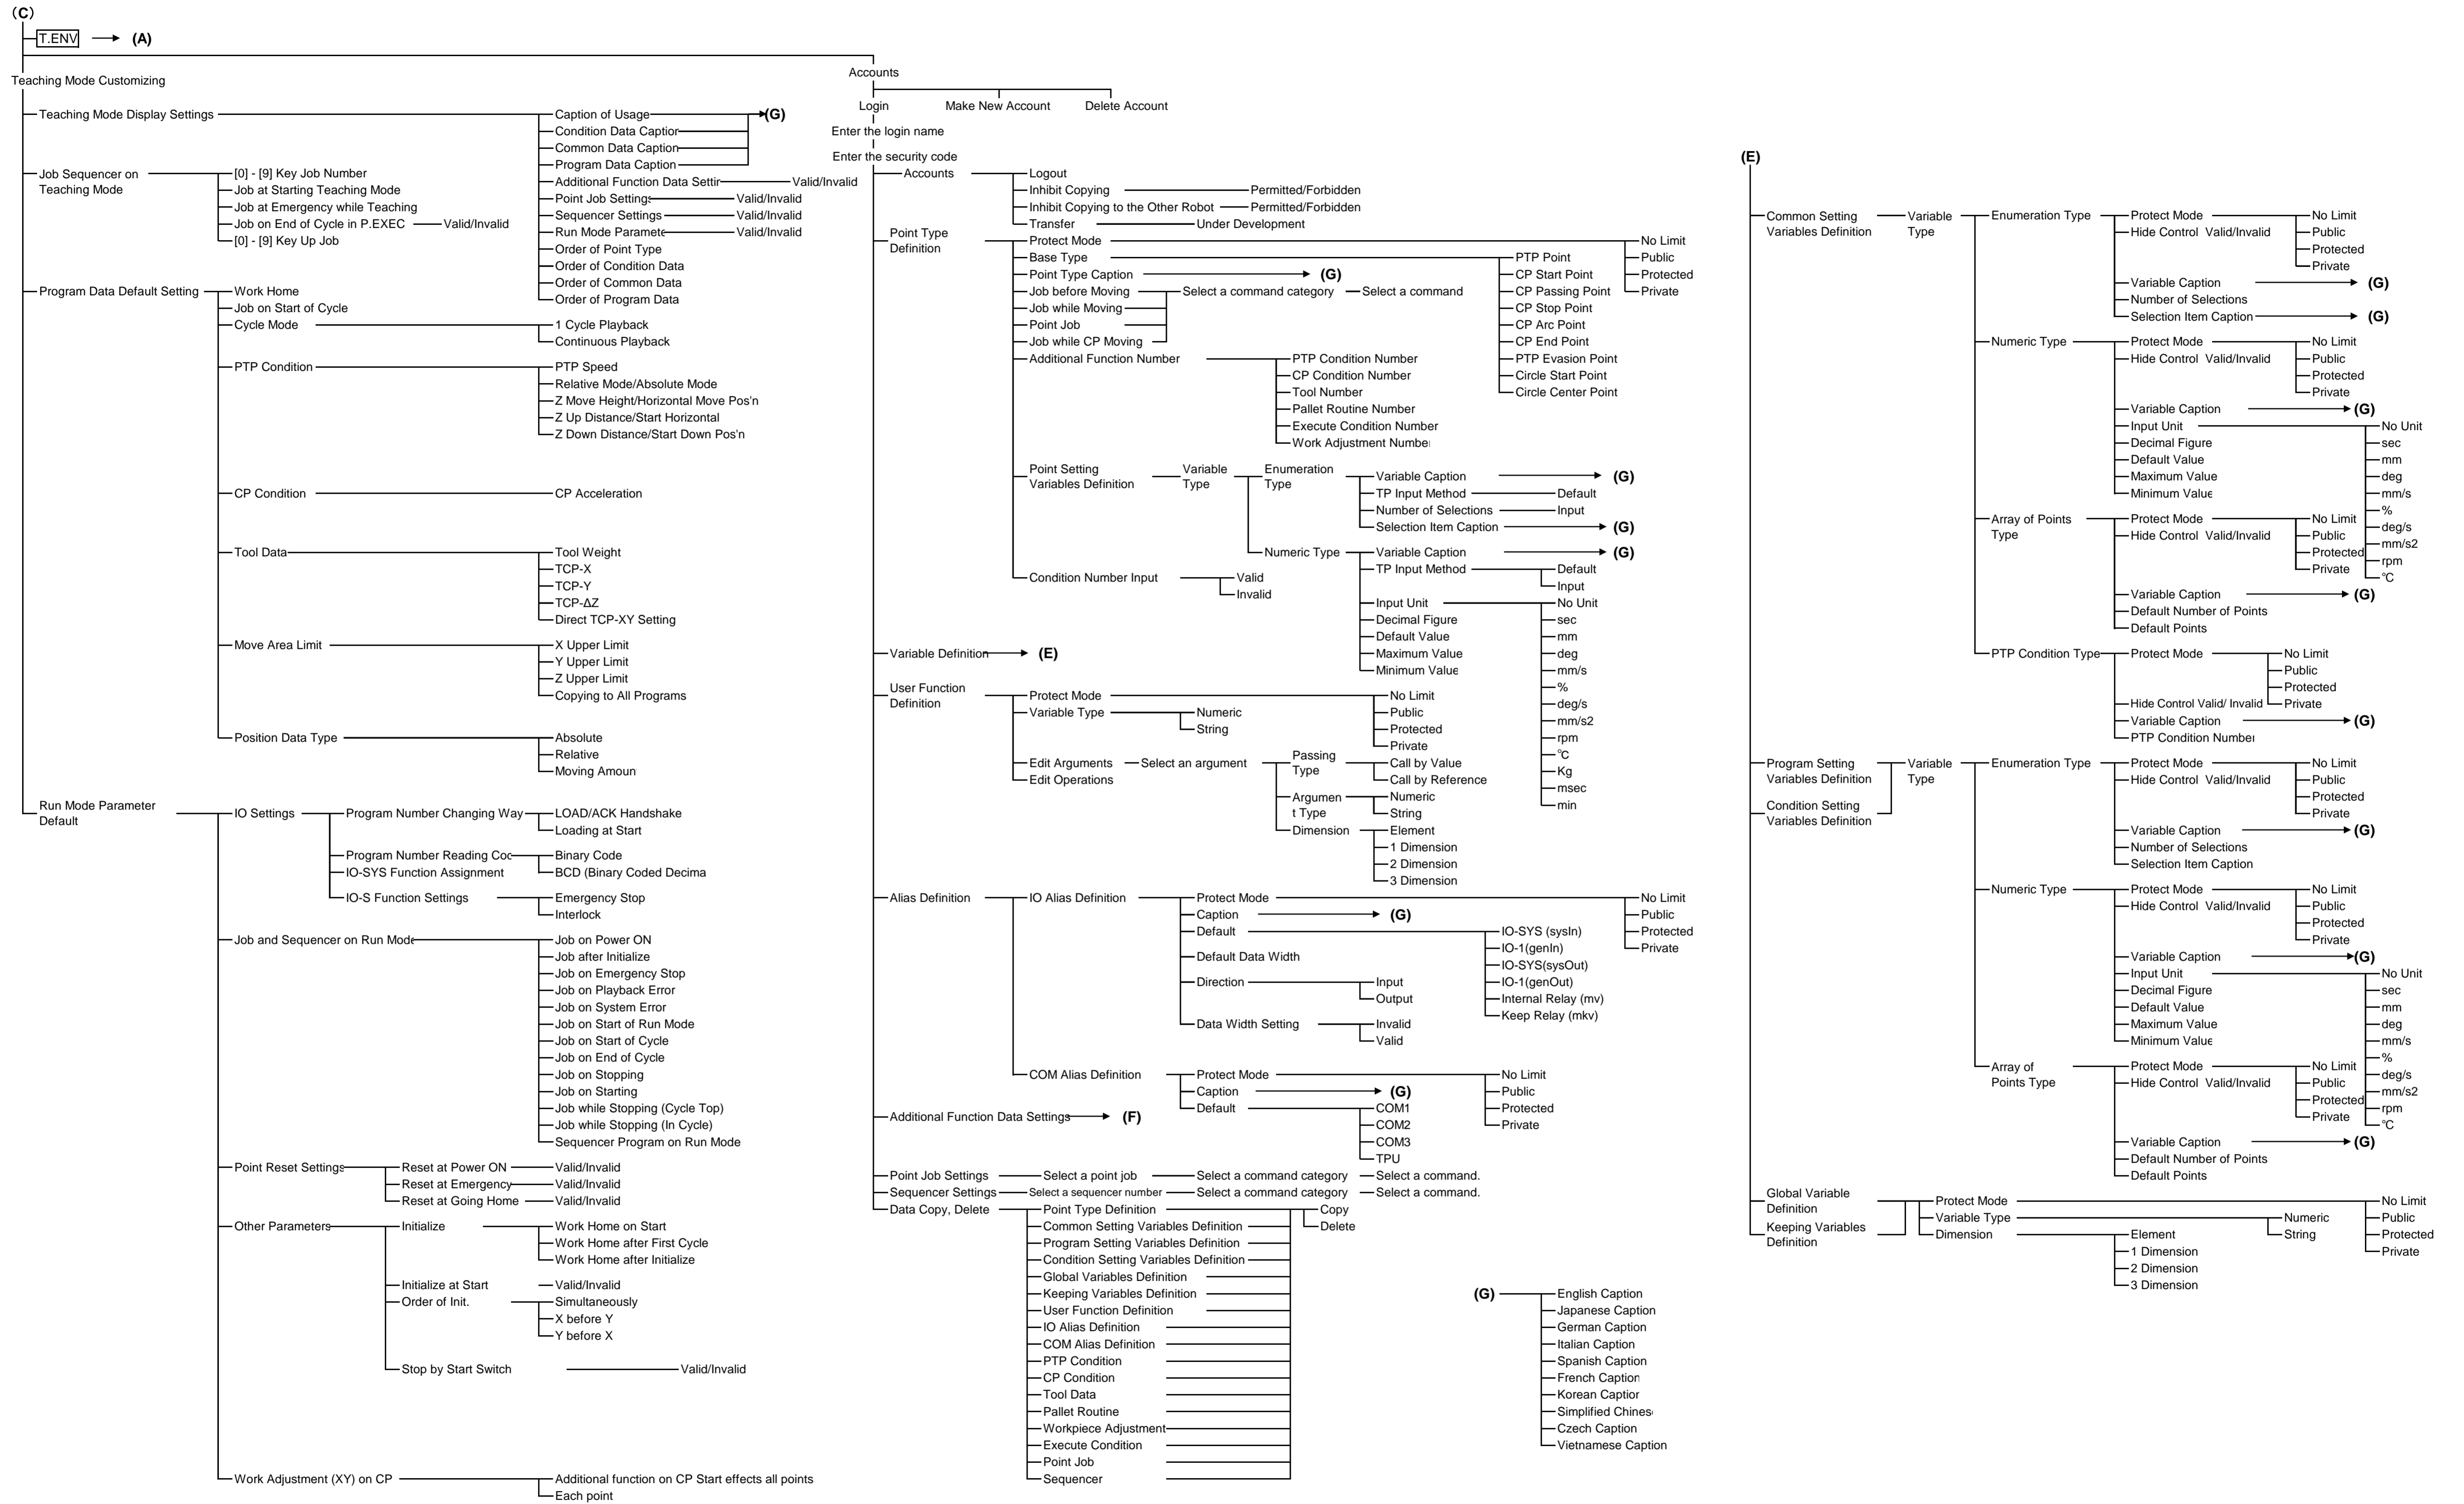 (C)
T.ENV
(A)
Teaching Mode Customizing
Teaching Mode Display Settings
Caption of Usage
(G)
Condition Data Caption
Common Data Caption
Program Data Caption
Additional Function Data Settir
Valid/Invalid
Point Job Settings
Valid/Invalid
Sequencer Settings
Valid/Invalid
Run Mode Paramete
Valid/Invalid
Order of Point Type
Order of Condition Data
Order of Common Data
Order of Program Data
Job Sequencer on
Teaching Mode
[0] - [9] Key Job Number
Job at Starting Teaching Mode
Job at Emergency while Teaching
Job on End of Cycle in P.EXEC
Valid/Invalid
[0] - [9] Key Up Job
Program Data Default Setting
Work Home
Job on Start of Cycle
Cycle Mode
1 Cycle Playback
Continuous Playback
PTP Condition
PTP Speed
Relative Mode/Absolute Mode
Z Move Height/Horizontal Move Pos'n
Z Up Distance/Start Horizontal
Z Down Distance/Start Down Pos'n
CP Condition
CP Acceleration
Tool Data
Tool Weight
TCP-X
TCP-Y
TCP-ΔZ
Direct TCP-XY Setting
Move Area Limit
X Upper Limit
Y Upper Limit
Z Upper Limit
Copying to All Programs
Position Data Type
Absolute
Relative
Moving Amoun
Run Mode Parameter
Default
IO Settings
Program Number Changing Way
LOAD/ACK Handshake
Loading at Start
Program Number Reading Coc
Binary Code
IO-SYS Function Assignment
BCD (Binary Coded Decima
IO-S Function Settings
Emergency Stop
Interlock
Job and Sequencer on Run Mode
Job on Power ON
Job after Initialize
Job on Emergency Stop
Job on Playback Error
Job on System Error
Job on Start of Run Mode
Job on Start of Cycle
Job on End of Cycle
Job on Stopping
Job on Starting
Job while Stopping (Cycle Top)
Job while Stopping (In Cycle)
Sequencer Program on Run Mode
Point Reset Settings
Reset at Power ON
Valid/Invalid
Reset at Emergency
Valid/Invalid
Reset at Going Home
Valid/Invalid
Other Parameters
Initialize
Work Home on Start
Work Home after First Cycle
Work Home after Initialize
Initialize at Start
Valid/Invalid
Order of Init.
Simultaneously
X before Y
Y before X
Stop by Start Switch
Valid/Invalid
Work Adjustment (XY) on CP
Additional function on CP Start effects all points
Each point
Accounts
Login
Make New Account
Delete Account
Enter the login name
Enter the security code
Accounts
Logout
Inhibit Copying
Permitted/Forbidden
Inhibit Copying to the Other Robot
Permitted/Forbidden
Transfer
Under Development
Point Type
Definition
Protect Mode
No Limit
Public
Protected
Private
Base Type
PTP Point
CP Start Point
CP Passing Point
CP Stop Point
CP Arc Point
CP End Point
PTP Evasion Point
Circle Start Point
Circle Center Point
Point Type Caption
(G)
Job before Moving
Select a command category
Select a command
Job while Moving
Point Job
Job while CP Moving
Additional Function Number
PTP Condition Number
CP Condition Number
Tool Number
Pallet Routine Number
Execute Condition Number
Work Adjustment Number
Point Setting
Variables Definition
Variable
Type
Enumeration
Type
Variable Caption
(G)
TP Input Method
Default
Number of Selections
Input
Selection Item Caption
(G)
Numeric Type
Variable Caption
(G)
TP Input Method
Default
Input
Input Unit
No Unit
Decimal Figure
sec
Default Value
mm
Maximum Value
deg
Minimum Value
mm/s
%
deg/s
mm/s2
rpm
℃
Kg
msec
min
Condition Number Input
Valid
Invalid
Variable Definition
(E)
User Function
Definition
Protect Mode
No Limit
Public
Protected
Private
Variable Type
Numeric
String
Edit Arguments
Select an argument
Passing
Type
Call by Value
Call by Reference
Edit Operations
Argumen
t Type
Numeric
String
Dimension
Element
1 Dimension
2 Dimension
3 Dimension
Alias Definition
IO Alias Definition
Protect Mode
No Limit
Public
Protected
Private
Caption
(G)
Default
IO-SYS (sysIn)
IO-1(genIn)
IO-SYS(sysOut)
IO-1(genOut)
Internal Relay (mv)
Keep Relay (mkv)
Default Data Width
Direction
Input
Output
Data Width Setting
Invalid
Valid
COM Alias Definition
Protect Mode
No Limit
Public
Protected
Private
Caption
(G)
Default
COM1
COM2
COM3
TPU
Additional Function Data Settings
(F)
Point Job Settings
Select a point job
Select a command category
Select a command.
Sequencer Settings
Select a sequencer number
Select a command category
Select a command.
Data Copy, Delete
Point Type Definition
Copy
Delete
Common Setting Variables Definition
Program Setting Variables Definition
Condition Setting Variables Definition
Global Variables Definition
Keeping Variables Definition
User Function Definition
IO Alias Definition
COM Alias Definition
PTP Condition
CP Condition
Tool Data
Pallet Routine
Workpiece Adjustment
Execute Condition
Point Job
Sequencer
(G)
English Caption
Japanese Caption
German Caption
Italian Caption
Spanish Caption
French Caption
Korean Caption
Simplified Chines
Czech Caption
Vietnamese Caption
(E)
Common Setting
Variables Definition
Variable
Type
Enumeration Type
Protect Mode
No Limit
Hide Control Valid/Invalid
Public
Protected
Private
Variable Caption
(G)
Number of Selections
Selection Item Caption
(G)
Numeric Type
Protect Mode
No Limit
Hide Control Valid/Invalid
Public
Protected
Private
Variable Caption
(G)
Input Unit
No Unit
Decimal Figure
sec
Default Value
mm
Maximum Value
deg
Minimum Value
mm/s
%
deg/s
mm/s2
rpm
℃
Array of Points
Type
Protect Mode
No Limit
Hide Control Valid/Invalid
Public
Protected
Private
Variable Caption
(G)
Default Number of Points
Default Points
PTP Condition Type
Protect Mode
No Limit
Public
Protected
Hide Control Valid/ Invalid
Private
Variable Caption
(G)
PTP Condition Number
Program Setting
Variables Definition
Condition Setting
Variables Definition
Variable
Type
Enumeration Type
Protect Mode
No Limit
Hide Control Valid/Invalid
Public
Protected
Private
Variable Caption
(G)
Number of Selections
Selection Item Caption
Numeric Type
Protect Mode
No Limit
Hide Control Valid/Invalid
Public
Protected
Private
Variable Caption
(G)
Input Unit
No Unit
Decimal Figure
sec
Default Value
mm
Maximum Value
deg
Minimum Value
mm/s
%
deg/s
mm/s2
rpm
℃
Array of
Points Type
Protect Mode
No Limit
Hide Control Valid/Invalid
Public
Protected
Private
Variable Caption
(G)
Default Number of Points
Default Points
Global Variable
Definition
Keeping Variables
Definition
Protect Mode
No Limit
Public
Protected
Private
Variable Type
Numeric
String
Dimension
Element
1 Dimension
2 Dimension
3 Dimension